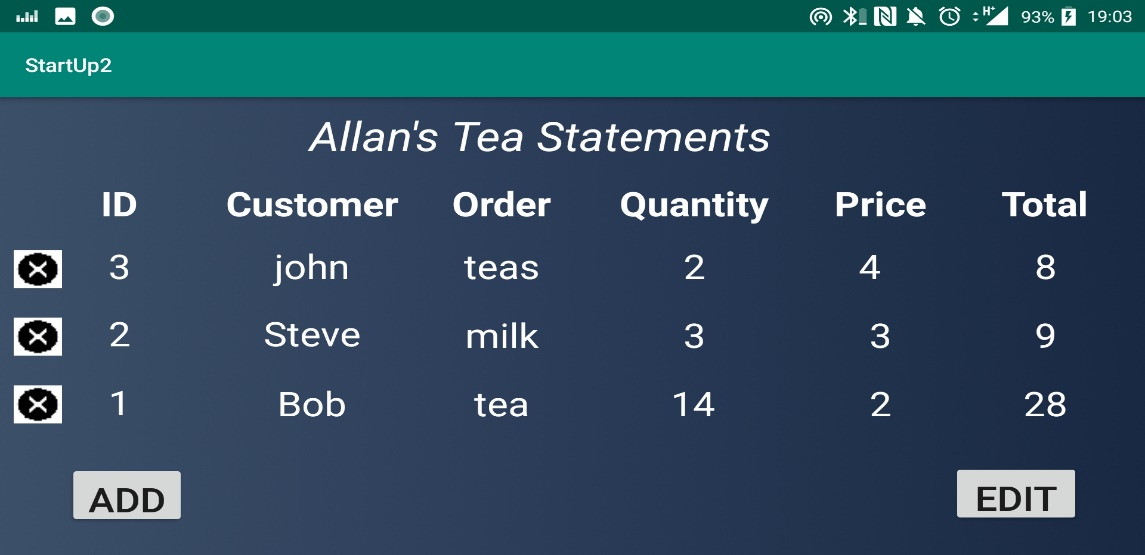 H+ 93% 19:03
StartUp2
Allan's Tea Statements
ID Customer Order Quantity Price Total
3 john teas 2 4 8
2 Steve milk 3 3 9
1 Bob tea 14 2 28
ADD EDIT